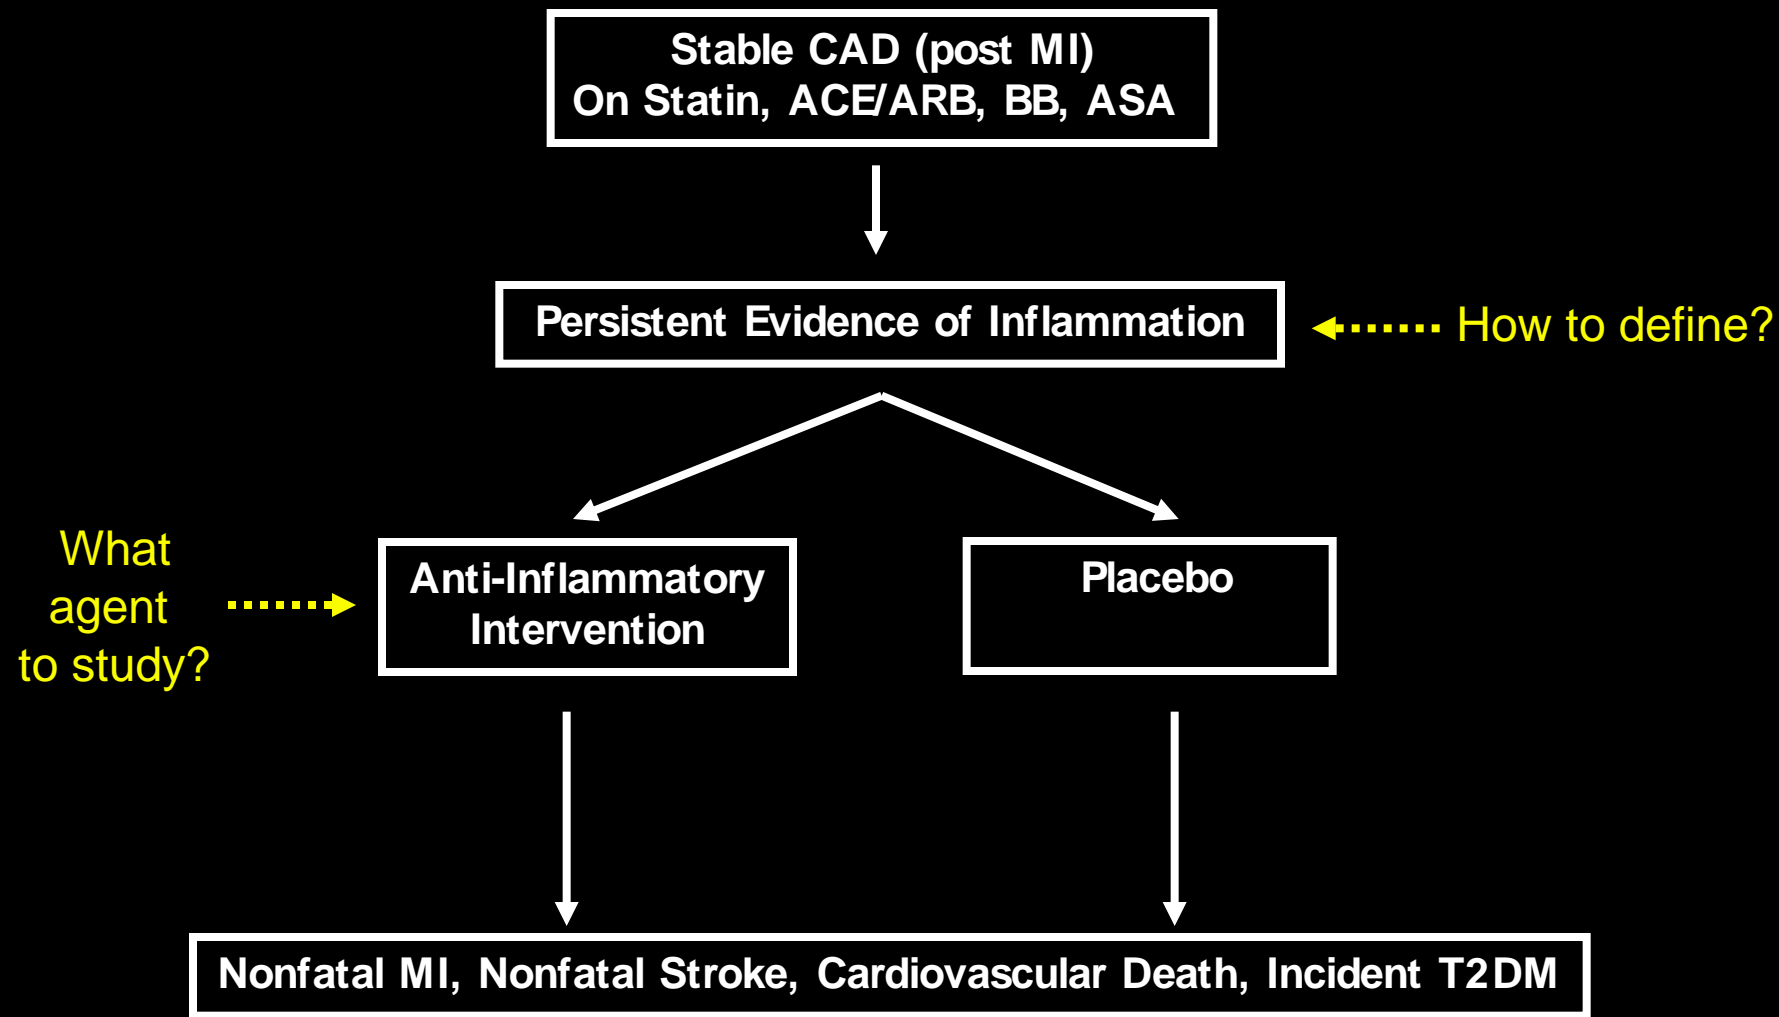 Stable CAD (post MI)
On Statin, ACE/ARB, BB, ASA
Persistent Evidence of Inflammation
How to define?
What
agent
to study?
Anti-Inflammatory
Intervention
Placebo
Nonfatal MI, Nonfatal Stroke, Cardiovascular Death, Incident T2DM